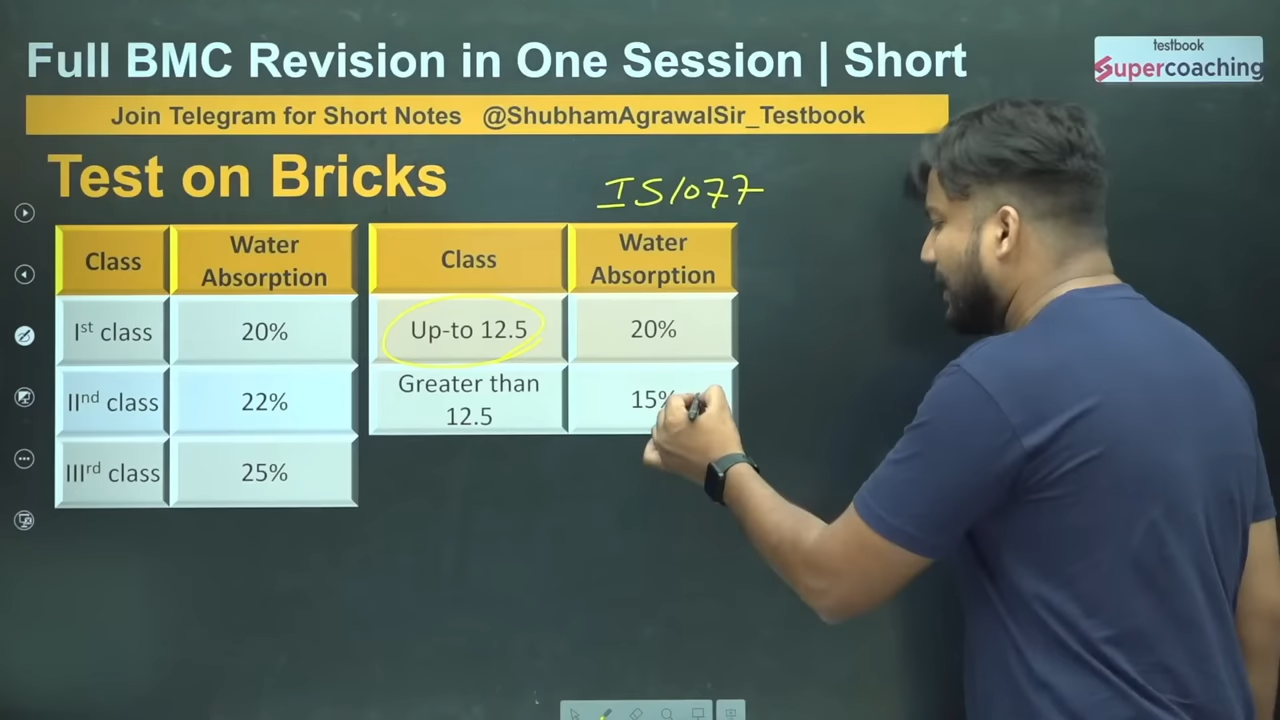 Full BMC Revision in One Session | Short
testbook
Supercoaching
Join Telegram for Short Notes @ShubhamAgrawalSir_Testbook
Test on Bricks
IS1077
Class
Water
Absorption
Ist class
20%
IInd class
22%
IIIrd class
25%
Class
Water
Absorption
Up-to 12.5
20%
Greater than
12.5
15%